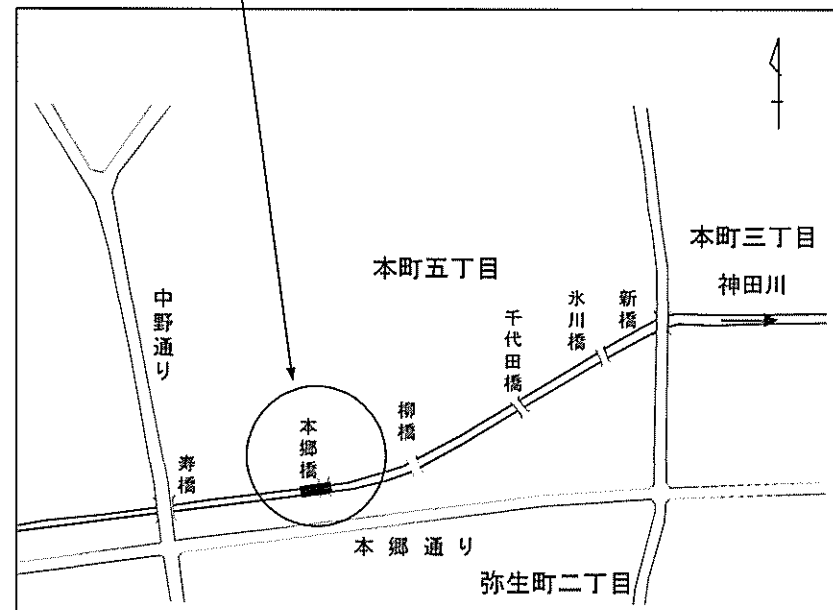 本町三丁目
神田川
本町五丁目
新橋
氷川橋
千代田橋
中野通り
柳橋
本郷橋
寿橋
本郷通り
弥生町二丁目